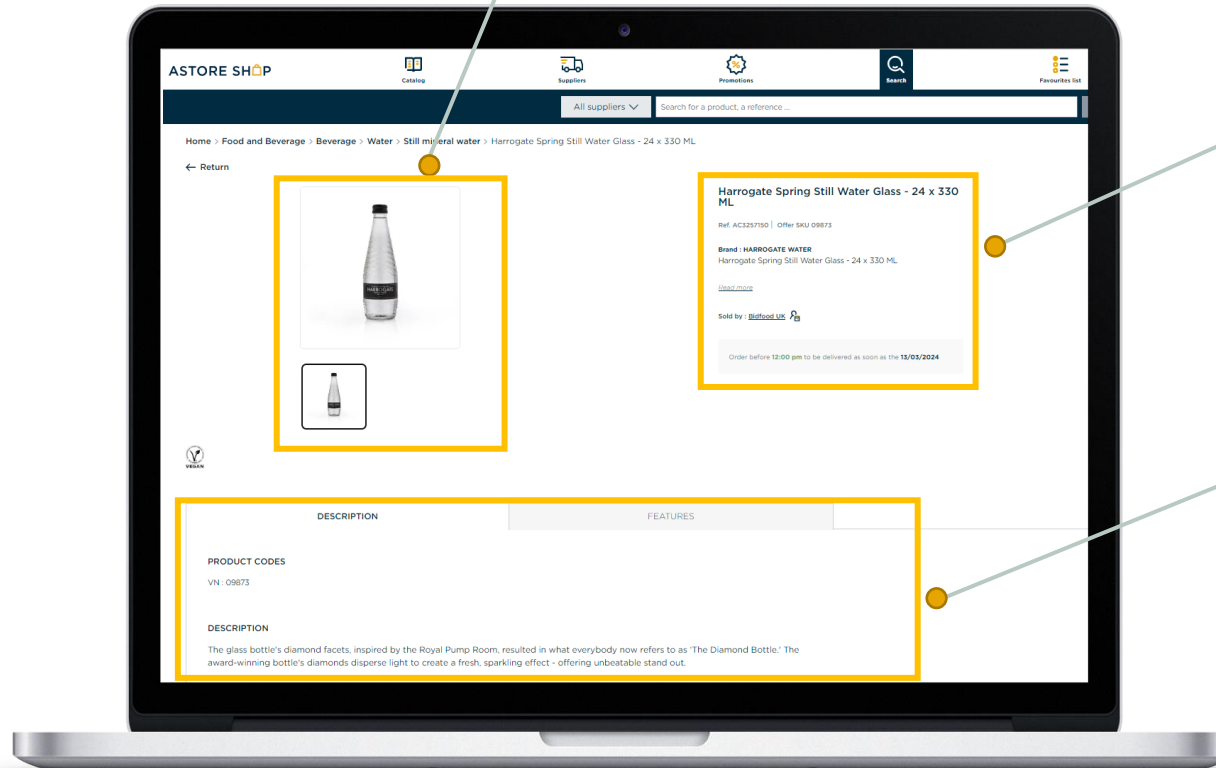 ASTORE SHOP
Catalog
Suppliers
Promotions
Search
Favourites list
All suppliers
Search for a product, a reference ...
Home > Food and Beverage > Beverage > Water > Still mineral water > Harrogate Spring Still Water Glass - 24 x 330 ML
← Return
HARROGATE
Harrogate Spring Still Water Glass - 24 x 330
ML
Ref. AC3257150 | Offer SKU 09873
Brand : HARROGATE WATER
Harrogate Spring Still Water Glass - 24 x 330 ML
Read more
Sold by : Bidfood UK
Order before 12:00 pm to be delivered as soon as the 13/03/2024
VEGAN
DESCRIPTION
FEATURES
PRODUCT CODES
VN : 09873
DESCRIPTION
The glass bottle's diamond facets, inspired by the Royal Pump Room, resulted in what everybody now refers to as 'The Diamond Bottle.' The
award-winning bottle's diamonds disperse light to create a fresh, sparkling effect - offering unbeatable stand out.